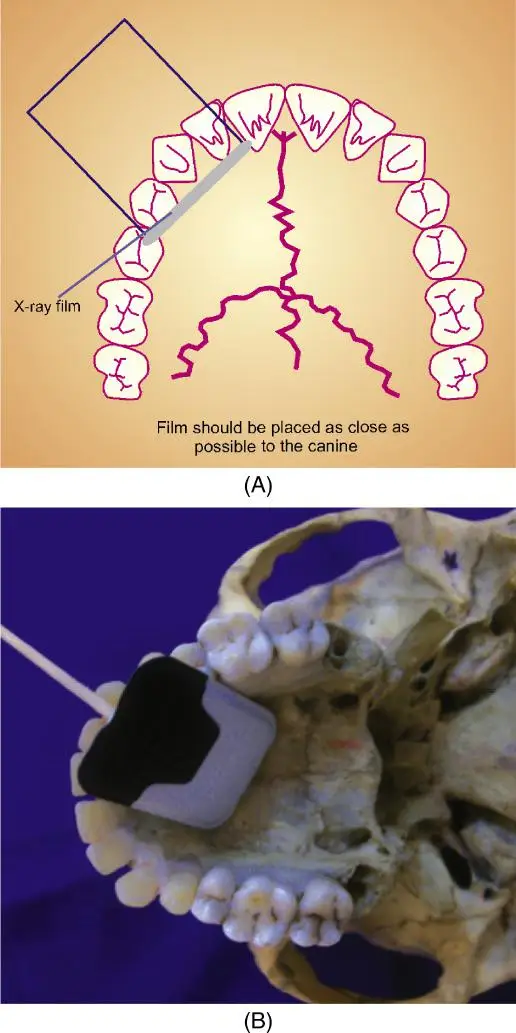 X-ray film
Film should be placed as close as
possible to the canine
(A)
(B)